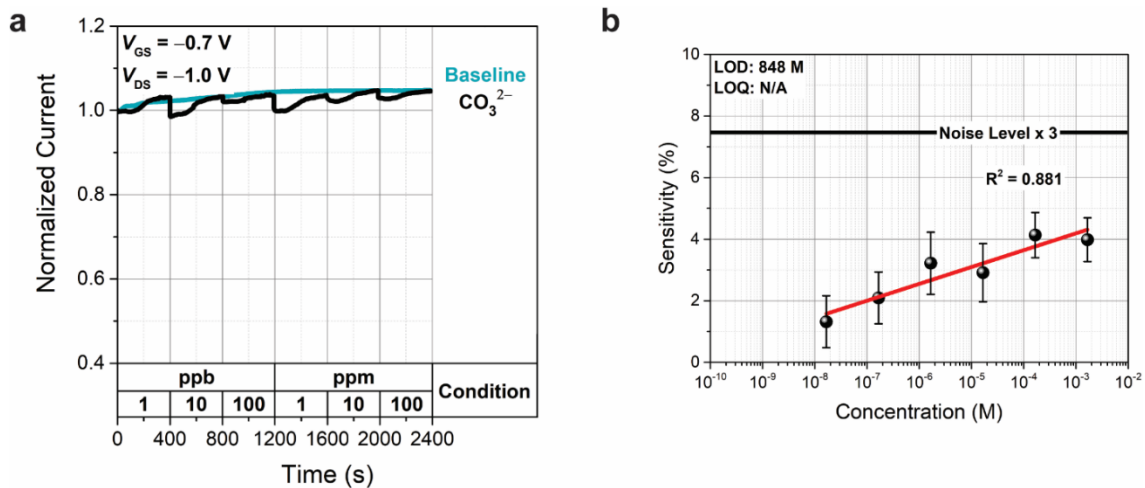 a
1.2
1.0
0.8
0.6
0.4
Normalized Current
V_GS = −0.7 V
V_DS = −1.0 V
Baseline
CO₃²⁻
ppb ppm Condition
1 10 100 1 10 100
0 400 800 1200 1600 2000 2400
Time (s)
b
10
8
6
4
2
0
Sensitivity (%)
LOD: 848 M
LOQ: N/A
Noise Level x 3
R² = 0.881
10⁻¹⁰ 10⁻⁹ 10⁻⁸ 10⁻⁷ 10⁻⁶ 10⁻⁵ 10⁻⁴ 10⁻³ 10⁻²
Concentration (M)